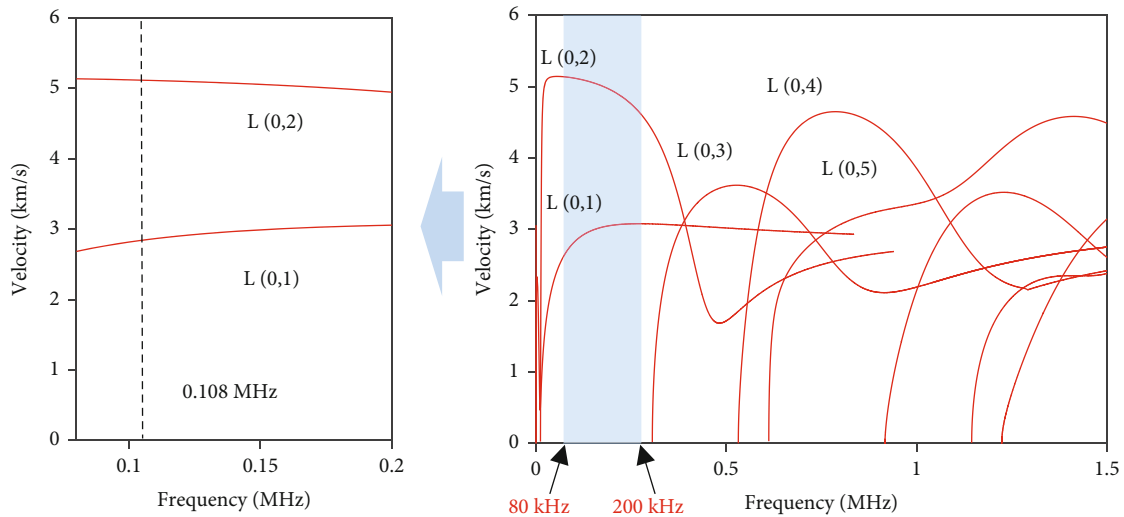 6
5
4
3
2
1
0
Velocity (km/s)
L (0,2)
L (0,1)
0.108 MHz
0.1
0.15
0.2
Frequency (MHz)
6
5
4
3
2
1
0
Velocity (km/s)
L (0,2)
L (0,4)
L (0,3)
L (0,5)
L (0,1)
0
0.5
1
1.5
80 kHz
200 kHz
Frequency (MHz)